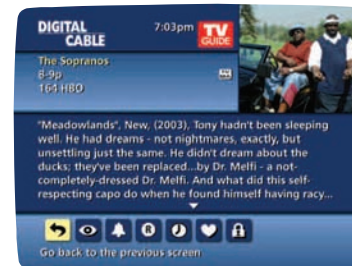 DIGITAL
CABLE
7:03pm
TV
GUIDE
The Sopranos
8-9p
164 HBO
"Meadowlands", New, (2003), Tony hadn't been sleeping
well. He had dreams - not nightmares, exactly, but
unsettling just the same. He didn't dream about the
ducks; they've been replaced...by Dr. Melfi - a not-
completely-dressed Dr. Melfi. And what did this self-
respecting capo do when he found himself having racy...
R
Go back to the previous screen